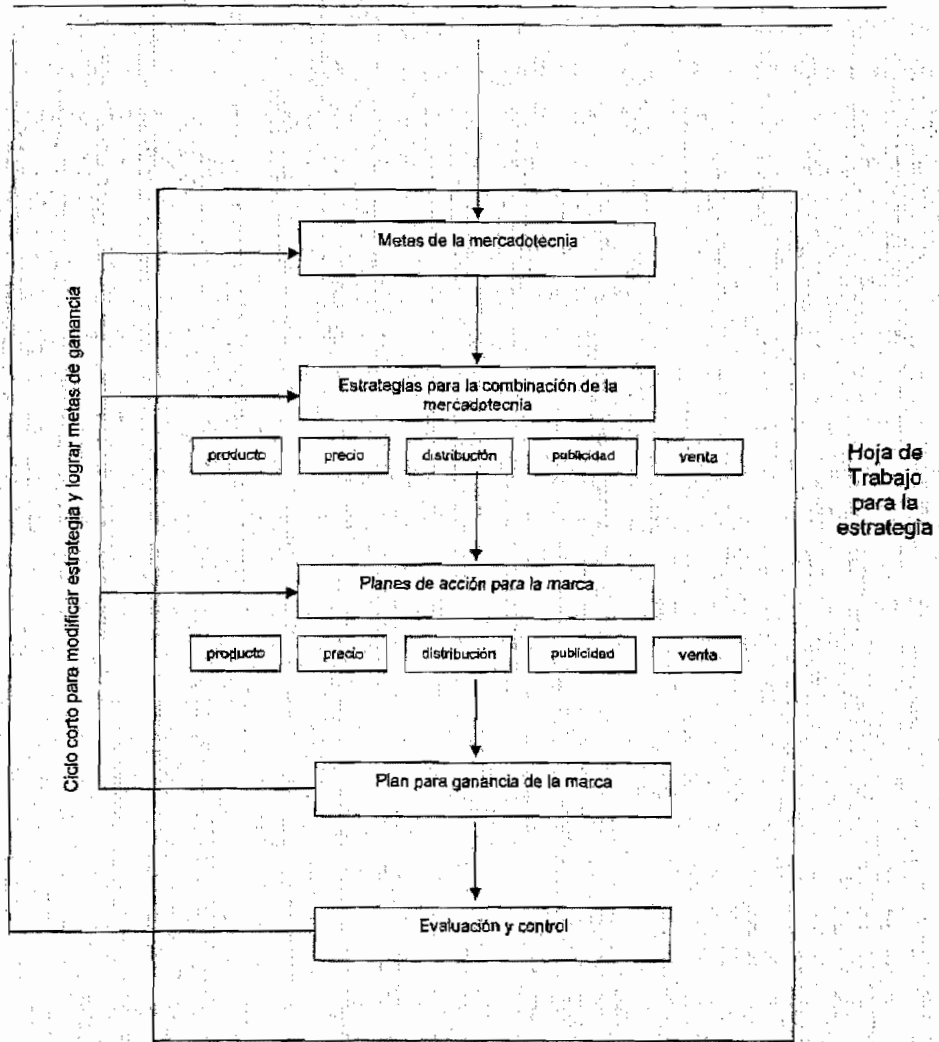 Metas de la mercadotecnia
Estrategias para la combinación de la
mercadotecnia
producto
precio
distribución
publicidad
venta
Planes de acción para la marca
producto
precio
distribución
publicidad
venta
Plan para ganancia de la marca
Evaluación y control
Ciclo corto para modificar estrategia y lograr metas de ganancia
Hoja de
Trabajo
para la
estrategia